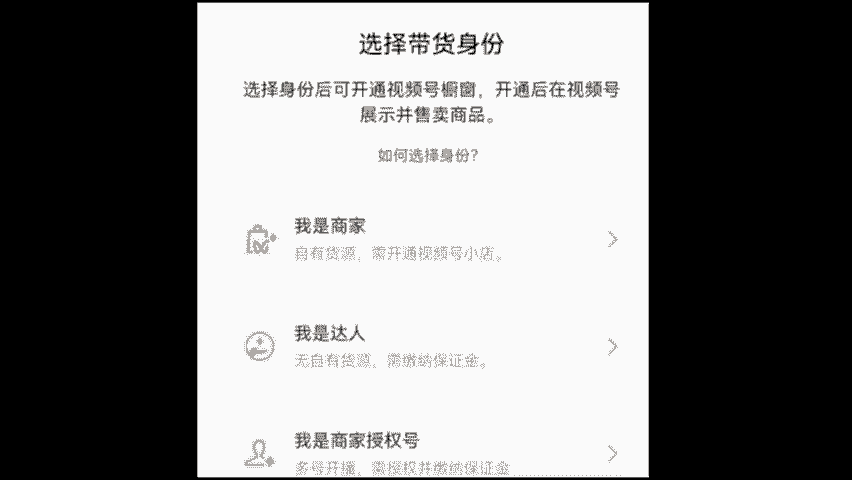 选择带货身份
选择身份后可开通视频号橱窗，开通后在视频号
展示并售卖商品。
如何选择身份？
我是商家
自有货源，需开通视频号小店。
我是达人
无自有货源，需缴纳保证金。
我是商家授权号
多号开播，需授权并缴纳保证金